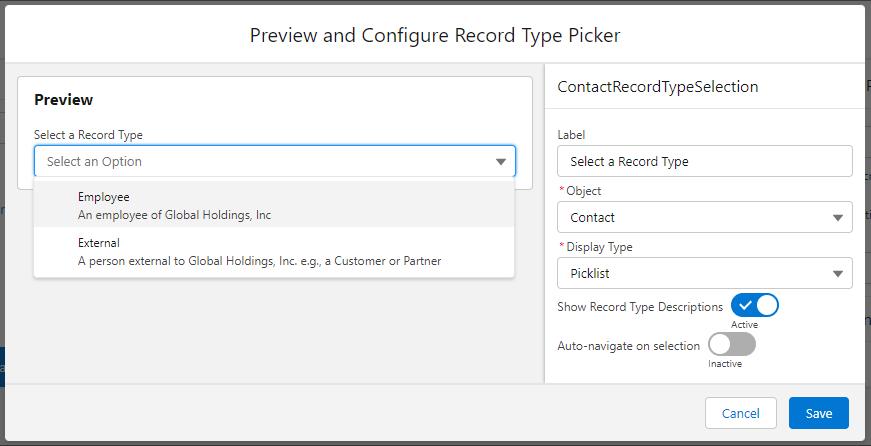 Preview and Configure Record Type Picker
Preview
Select a Record Type
Select an Option
Employee
An employee of Global Holdings, Inc
External
A person external to Global Holdings, Inc. e.g., a Customer or Partner
ContactRecordTypeSelection
Label
Select a Record Type
*Object
Contact
*Display Type
Picklist
Show Record Type Descriptions
Active
Auto-navigate on selection
Inactive
Cancel
Save